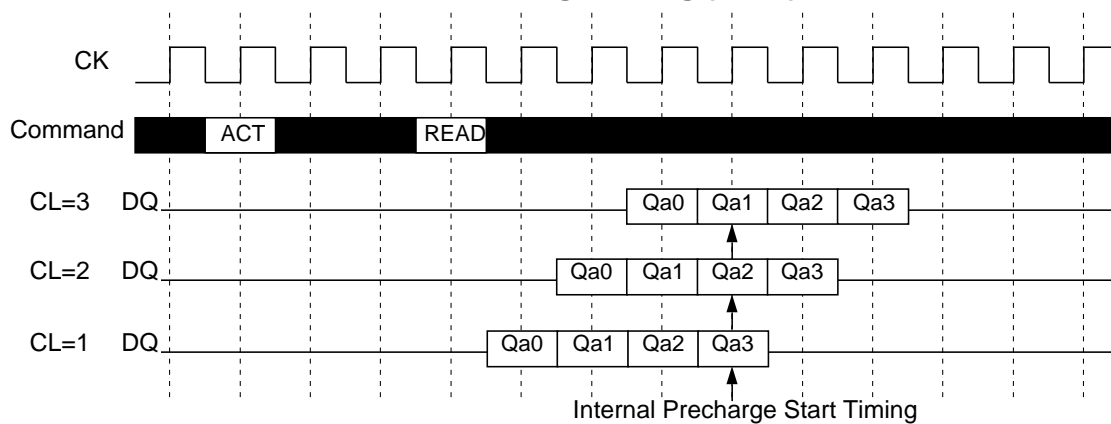 CK
Command ACT READ
CL=3 DQ Qa0 Qa1 Qa2 Qa3
CL=2 DQ Qa0 Qa1 Qa2 Qa3
CL=1 DQ Qa0 Qa1 Qa2 Qa3
Internal Precharge Start Timing